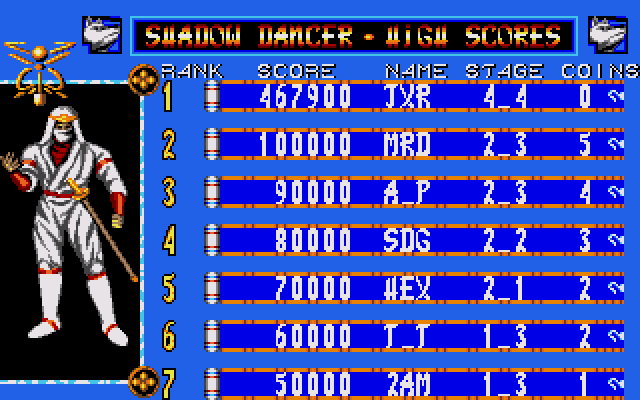 SHADOW DANCER - HIGH SCORES
RANK SCORE NAME STAGE COINS
1 467900 JYR 4_4 0
2 100000 MRD 2_3 5
3 90000 A_P 2_3 4
4 80000 SDG 2_2 3
5 70000 HEX 2_1 2
6 60000 T_T 1_3 2
7 50000 ZAM 1_3 1